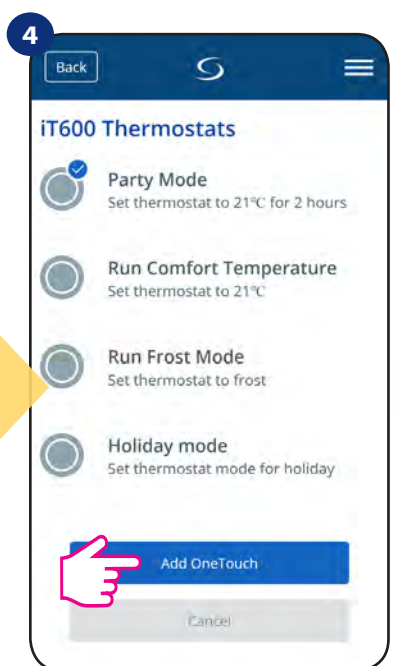 4
Back
iT600 Thermostats
Party Mode
Set thermostat to 21℃ for 2 hours
Run Comfort Temperature
Set thermostat to 21℃
Run Frost Mode
Set thermostat to frost
Holiday mode
Set thermostat mode for holiday
Add OneTouch
Cancel